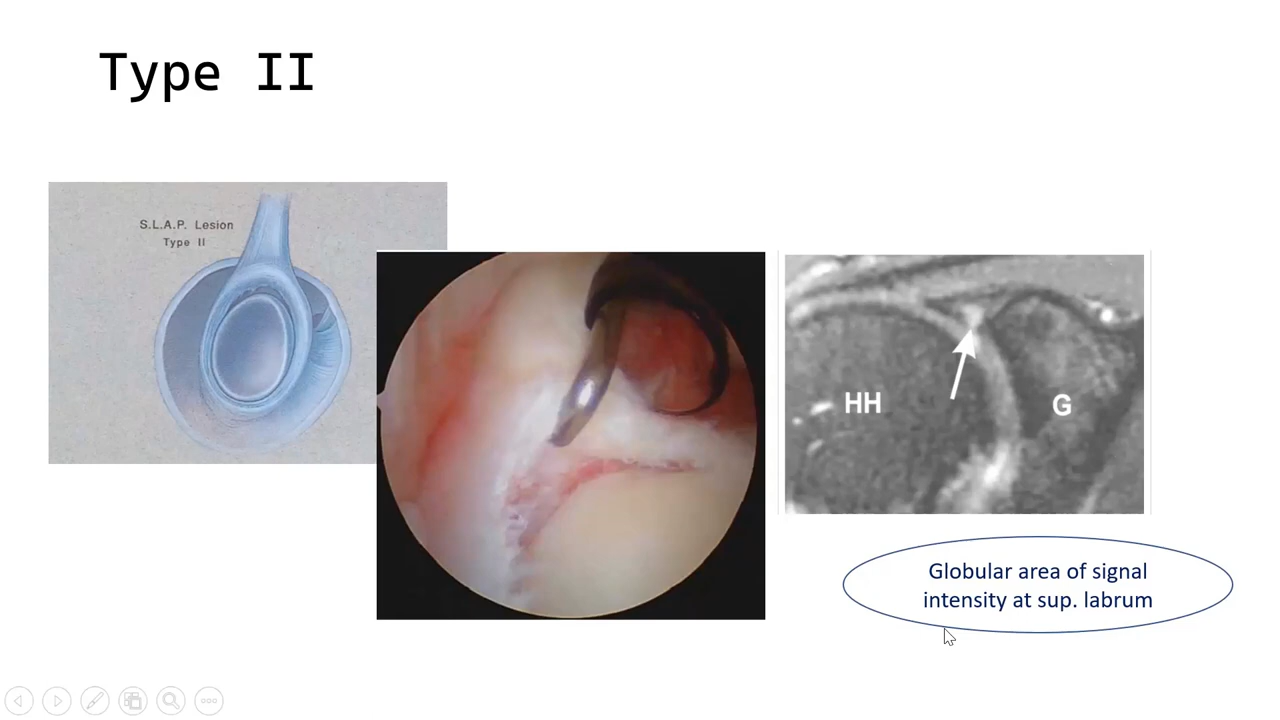 Type II
S.L.A.P. Lesion
Type II
HH
G
Globular area of signal
intensity at sup. labrum